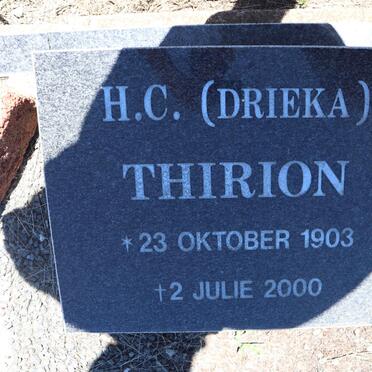 H.C. (DRIEKA)
THIRION
*23 OKTOBER 1903
†2 JULIE 2000